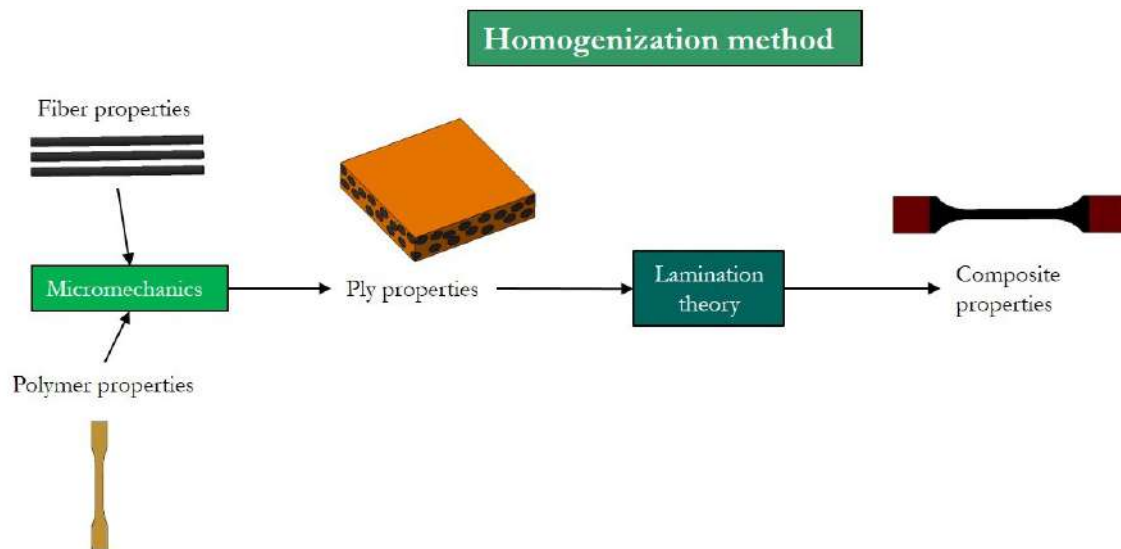 Homogenization method
Fiber properties
Micromechanics
Ply properties
Lamination
theory
Composite
properties
Polymer properties